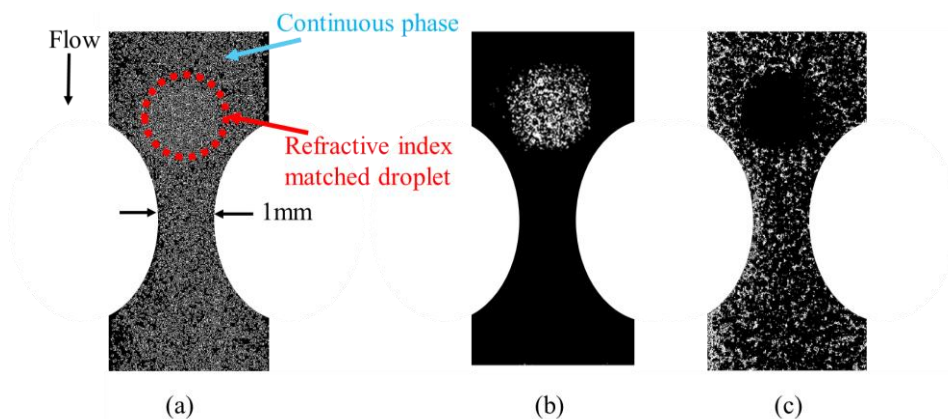 Continuous phase
Flow
Refractive index
matched droplet
1mm
(a)
(b)
(c)